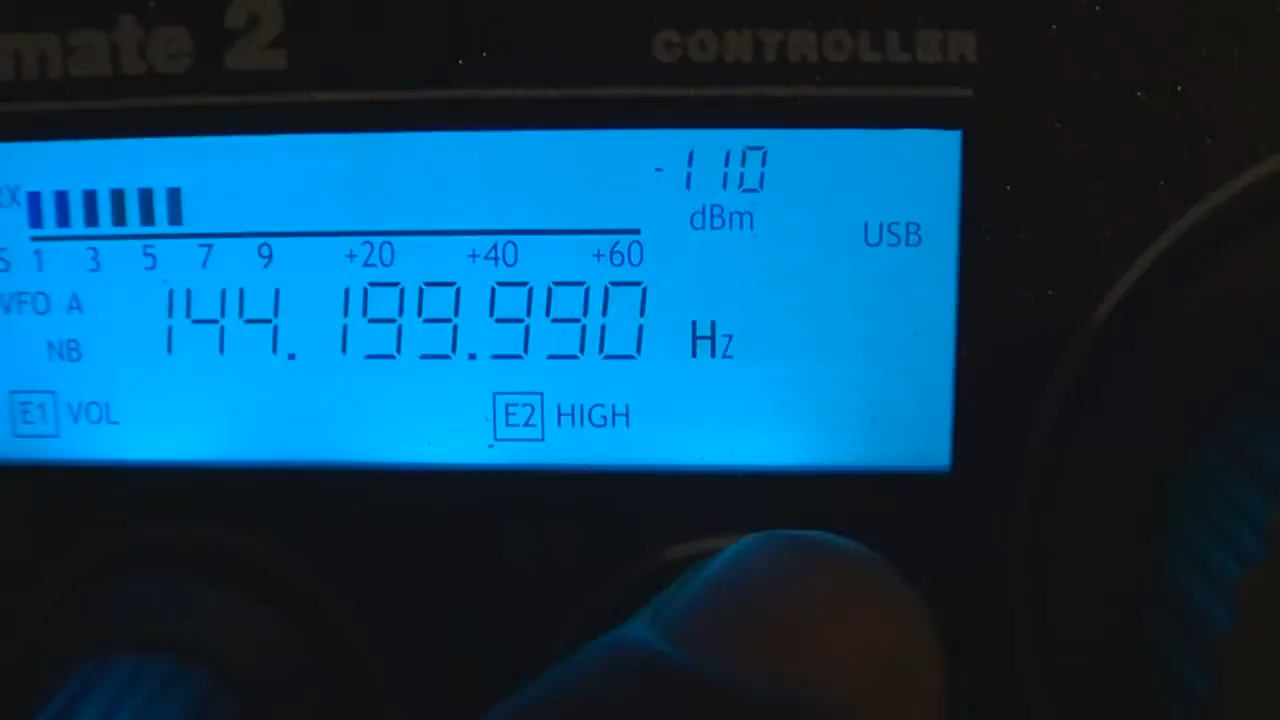 mate 2 CONTROLLER
RX -110
dBm
USB
S 1 3 5 7 9 +20 +40 +60
VFO A 144.199.990 Hz
NB
E1 VOL E2 HIGH